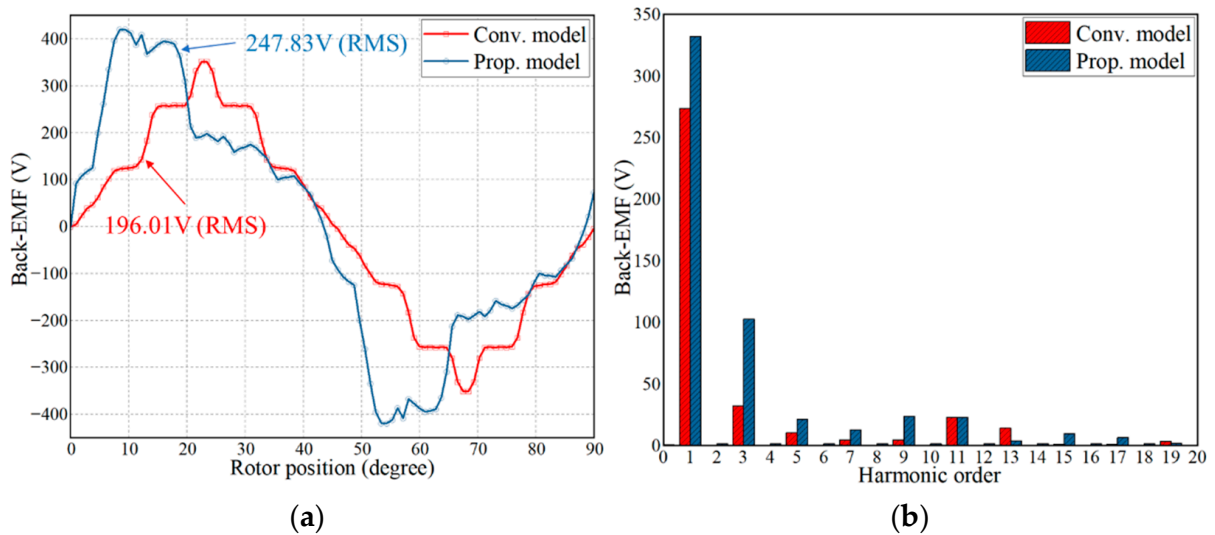 400
300
200
100
0
−100
−200
−300
−400
Back-EMF (V)
247.83V (RMS)
196.01V (RMS)
Conv. model
Prop. model
0 10 20 30 40 50 60 70 80 90
Rotor position (degree)
(a)
350
300
250
200
150
100
50
0
Back-EMF (V)
Conv. model
Prop. model
0 1 2 3 4 5 6 7 8 9 10 11 12 13 14 15 16 17 18 19 20
Harmonic order
(b)